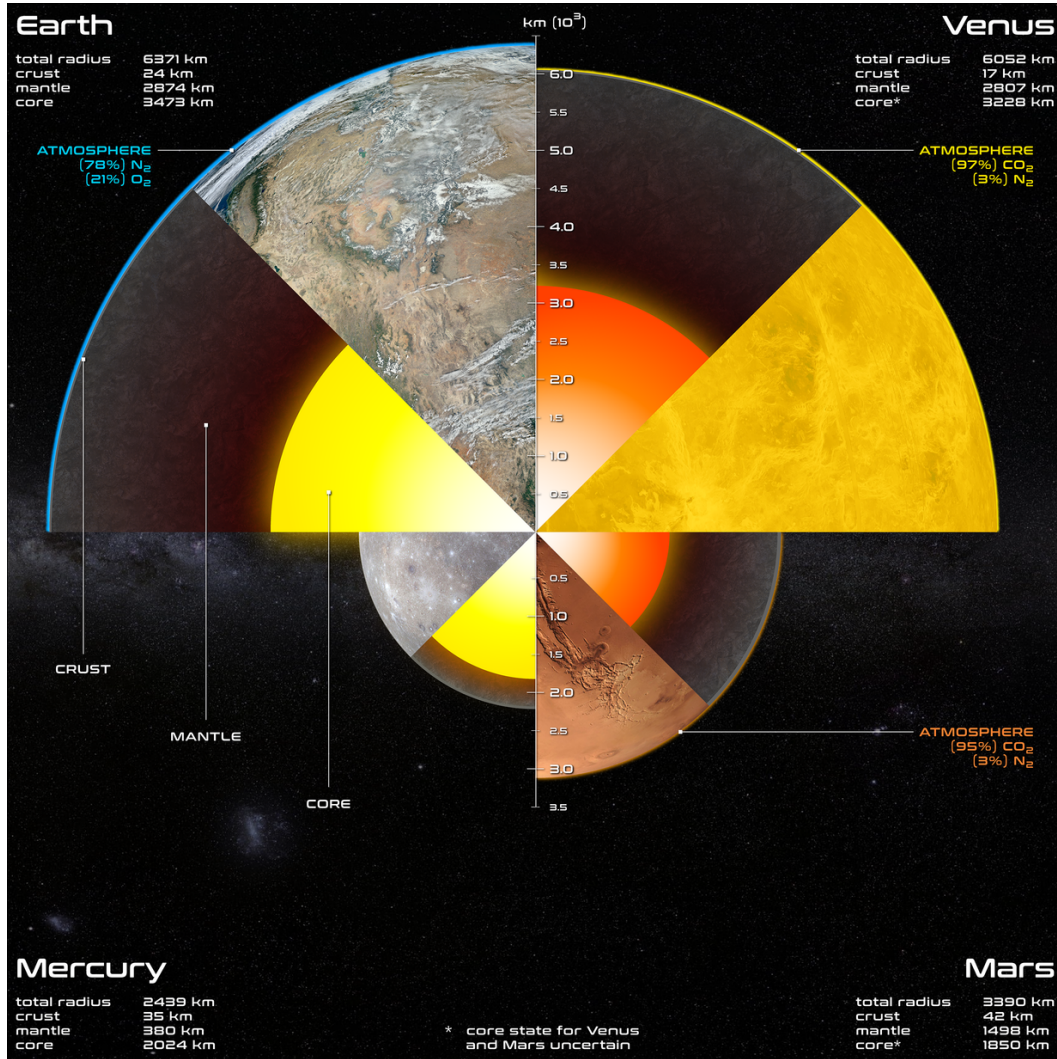 Earth
total radius 6371 km
crust 24 km
mantle 2874 km
core 3473 km
ATMOSPHERE
(78%) N₂
(21%) O₂
km (10³)
6.0
5.5
5.0
4.5
4.0
3.5
3.0
2.5
2.0
1.5
1.0
0.5
Venus
total radius 6052 km
crust 17 km
mantle 2807 km
core* 3228 km
ATMOSPHERE
(97%) CO₂
(3%) N₂
0.5
1.0
1.5
2.0
2.5
3.0
3.5
CRUST
MANTLE
CORE
ATMOSPHERE
(95%) CO₂
(3%) N₂
Mercury
total radius 2439 km
crust 35 km
mantle 380 km
core 2024 km
* core state for Venus
and Mars uncertain
Mars
total radius 3390 km
crust 42 km
mantle 1498 km
core* 1850 km